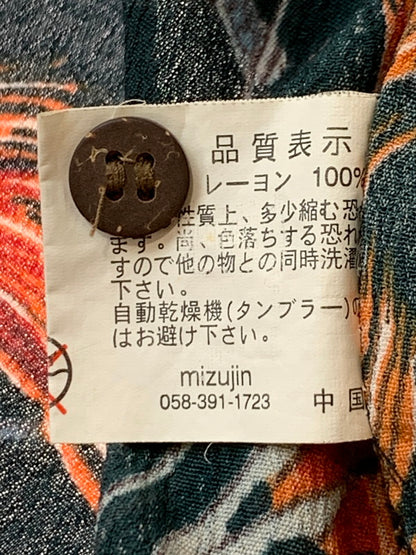 品質表示
レーヨン 100%
性質上、多少縮む恐
ます。尚、色落ちする恐れ
すので他の物との同時洗濯
下さい。
自動乾燥機(タンブラー)の
はお避け下さい。
mizujin
058-391-1723
中国